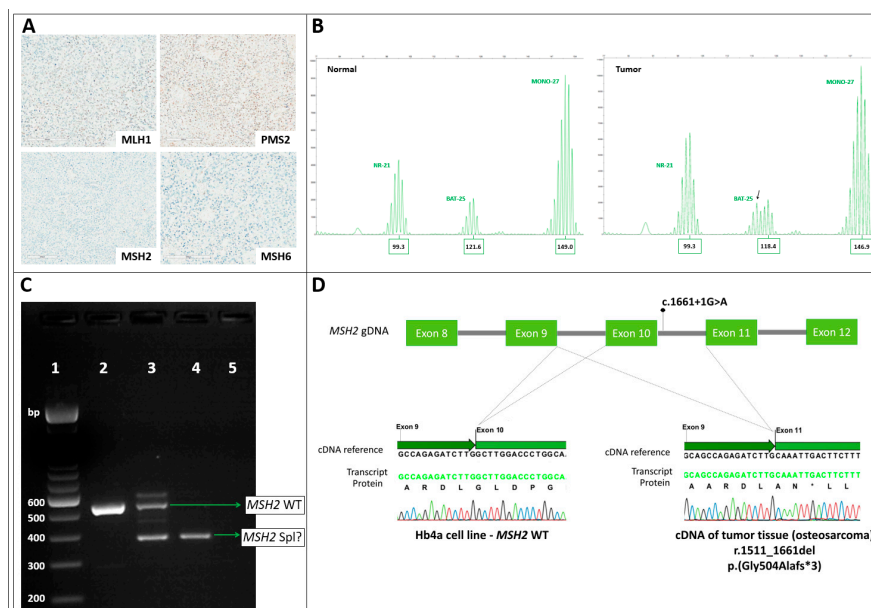 A
MLH1
PMS2
MSH2
MSH6
B
Normal
NR-21
BAT-25
MONO-27
99.3
121.6
149.0
Tumor
NR-21
BAT-25
MONO-27
99.3
118.4
146.9
C
1 2 3 4 5
bp
600
500
400
300
200
MSH2 WT
MSH2 Spl?
D
c.1661+1G>A
MSH2 gDNA
Exon 8
Exon 9
Exon 10
Exon 11
Exon 12
Exon 9
Exon 10
cDNA reference
GCCAGAGATCTTGGCTTGGACCCTGGCA.
Transcript
GCCAGAGATCTTGGCTTGGACCCTGGCA
Protein
A R D L G L D P G
Hb4a cell line - MSH2 WT
Exon 9
Exon 11
cDNA reference
GCAGCCAGAGATCTTGCAAATTGACTTCTTT
Transcript
GCAGCCAGAGATCTTGCAAATTGACTTCTTT
Protein
A A R D L A N * L L
cDNA of tumor tissue (osteosarcoma)
r.1511_1661del
p.(Gly504Alafs*3)